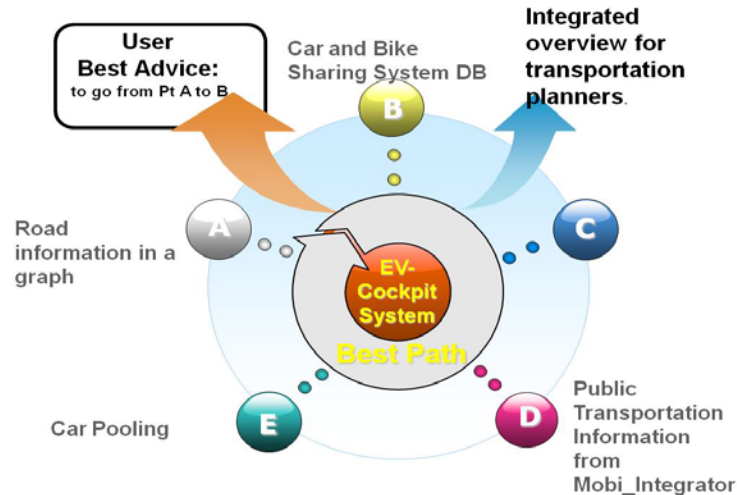 User
Best Advice:
to go from Pt A to B
Car and Bike
Sharing System DB
Integrated
overview for
transportation
planners.
B
A
C
Road
information in a
graph
EV-
Cockpit
System
Best Path
Car Pooling
E
D
Public
Transportation
Information
from
Mobi_Integrator